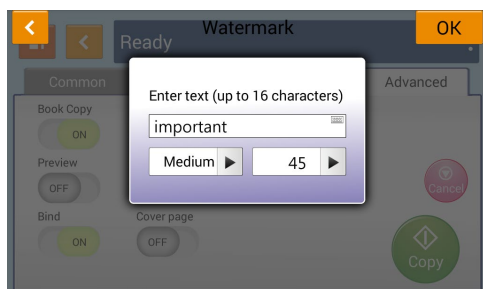 Watermark
OK
Ready
Common
Advanced
Enter text (up to 16 characters)
important
Medium
45
Book Copy
ON
Preview
OFF
Cancel
Bind
Cover page
ON
OFF
Copy